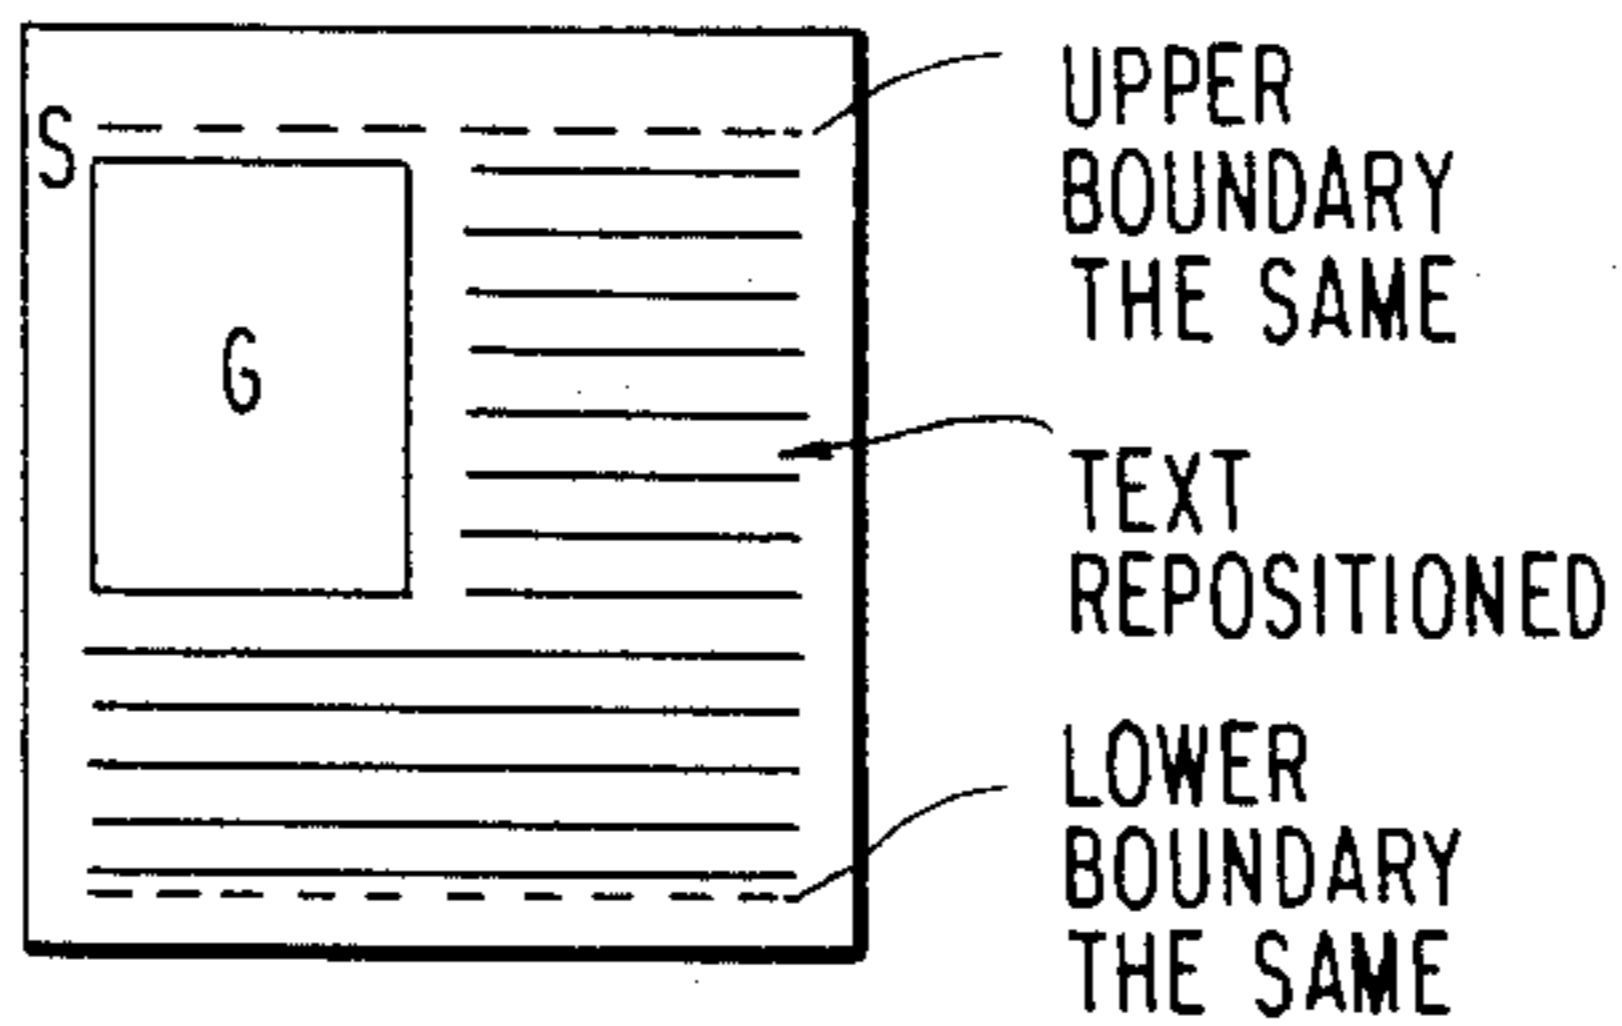 S
G
UPPER
BOUNDARY
THE SAME
TEXT
REPOSITIONED
LOWER
BOUNDARY
THE SAME